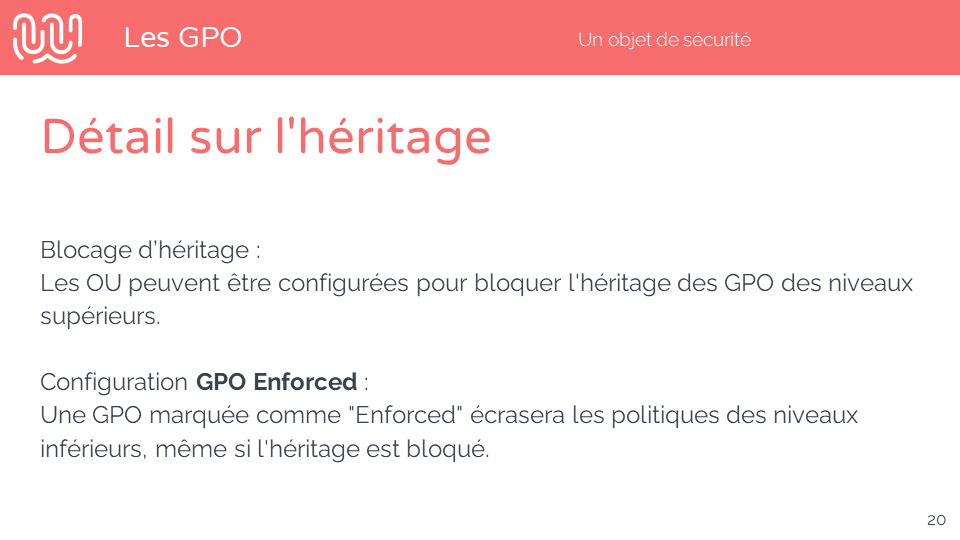 Les GPO
Un objet de sécurité
Détail sur l'héritage
Blocage d’héritage :
Les OU peuvent être configurées pour bloquer l'héritage des GPO des niveaux
supérieurs.
Configuration GPO Enforced :
Une GPO marquée comme "Enforced" écrasera les politiques des niveaux
inférieurs, même si l'héritage est bloqué.
20